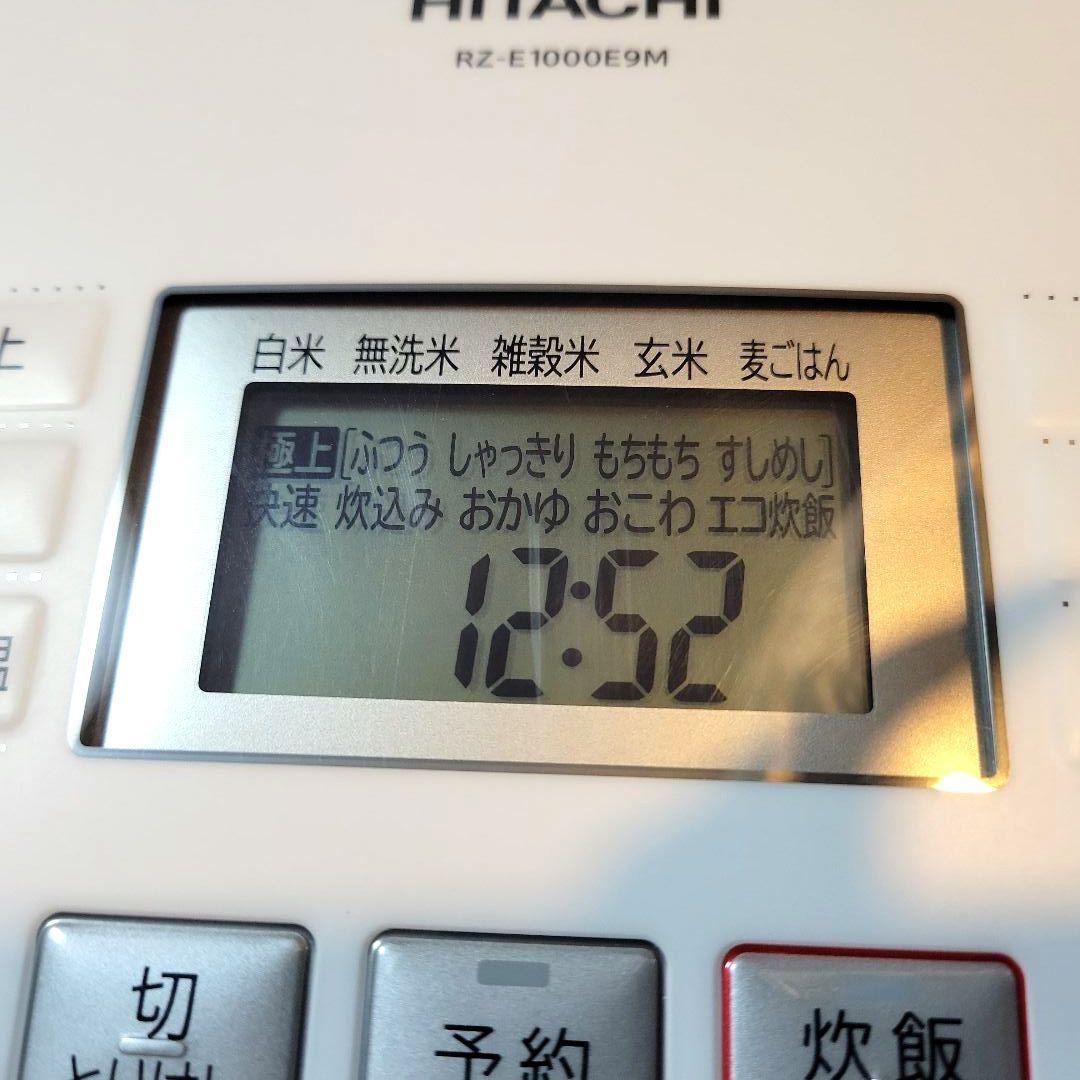 HITACHI
RZ-E1000E9M
白米 無洗米 雑穀米 玄米 麦ごはん
極上[ふつう しゃっきり もちもち すしめし]
快速 炊込み おかゆ おこわ エコ炊飯
12:52
切
予約
炊飯